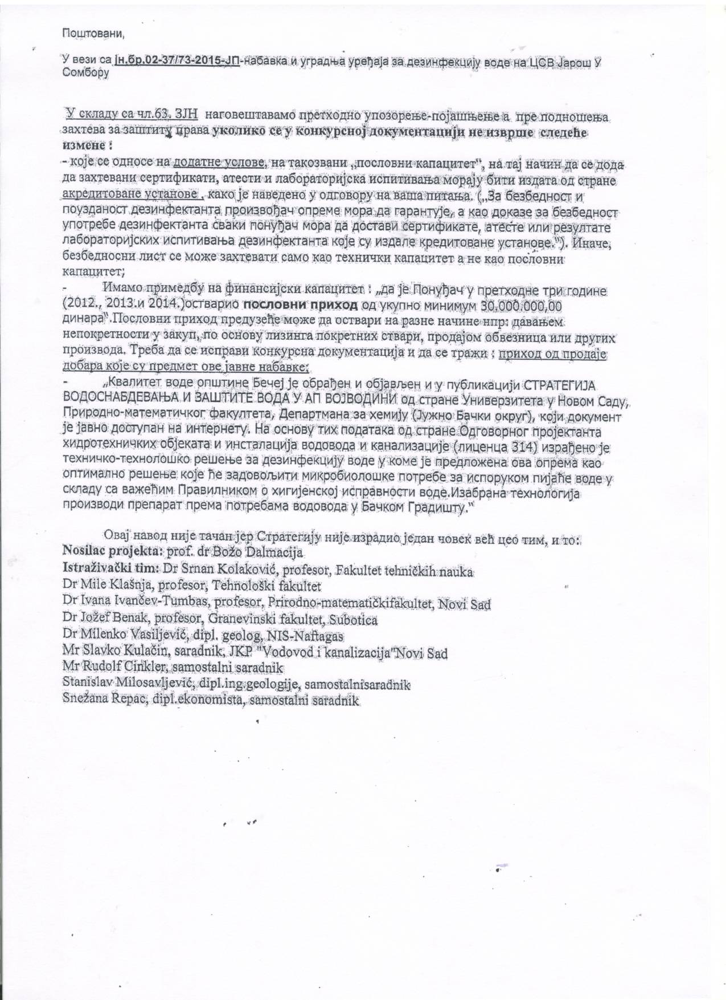 Поштовани,
У вези са јн.бр.02-37/73-2015-ЈП-набавка и уградња уређаја за дезинфекцију воде на ЦСВ Јарош У
Сомбору
У складу са чл.63. ЗЈН наговештавамо претходно упозорење-појашњење а пре подношења
захтева за заштиту права уколико се у конкурсној документацији не изврше следеће
измене :
- које се односе на додатне услове, на такозвани „пословни капацитет“, на тај начин да се дода
да захтевани сертификати, атести и лабораторијска испитивања морају бити издата од стране
акредитоване установе , како је наведено у одговору на ваша питања. („За безбедност и
поузданост дезинфектанта произвођач опреме мора да гарантује, а као доказе за безбедност
употребе дезинфектанта сваки понуђач мора да достави сертификате, атесте или резултате
лабораторијских испитивања дезинфектанта које су издале кредитоване установе.“). Иначе,
безбедносни лист се може захтевати само као технички капацитет а не као пословни
капацитет;
- Имамо примедбу на финансијски капацитет : „да је Понуђач у претходне три године
(2012., 2013.и 2014.)остварио пословни приход од укупно минимум 30.000.000,00
динара“.Пословни приход предузеће може да оствари на разне начине нпр: давањем
непокретности у закуп, по основу лизинга покретних ствари, продајом обвезница или других
производа. Треба да се исправи конкурсна документација и да се тражи : приход од продаје
добара које су предмет ове јавне набавке;
- „Квалитет воде општине Бечеј је обрађен и објављен и у публикацији СТРАТЕГИЈА
ВОДОСНАБДЕВАЊА И ЗАШТИТЕ ВОДА У АП ВОЈВОДИНИ од стране Универзитета у Новом Саду,
Природно-математичког факултета, Департмана за хемију (Јужно Бачки округ), који документ
је јавно доступан на интернету. На основу тих података од стране Одговорног пројектанта
хидротехничких објеката и инсталација водовода и канализације (лиценца 314) израђено је
техничко-технолошко решење за дезинфекцију воде у коме је предложена ова опрема као
оптимално решење које ће задовољити микробиолошке потребе за испоруком пијаће воде у
складу са важећим Правилником о хигијенској исправности воде.Изабрана технологија
производи препарат према потребама водовода у Бачком Градишту.“
Овај навод није тачан јер Стратегију није израдио један човек већ цео тим, и то:
Nosilac projekta: prof. dr Božo Dalmacija
Istraživački tim: Dr Srnan Kolaković, profesor, Fakultet tehničkih nauka
Dr Mile Klašnja, profesor, Tehnološki fakultet
Dr Ivana Ivančev-Tumbas, profesor, Prirodno-matematičkifakultet, Novi Sad
Dr Jožef Benak, profesor, Granevinski fakultet, Subotica
Dr Milenko Vasiljević, dipl. geolog, NIS-Naftagas
Mr Slavko Kulačin, saradnik, JKP "Vodovod i kanalizacija"Novi Sad
Mr Rudolf Cinkler, samostalni saradnik
Stanislav Milosavljević, dipl.ing.geologije, samostalnisaradnik
Snežana Repac, dipl.ekonomista, samostalni saradnik